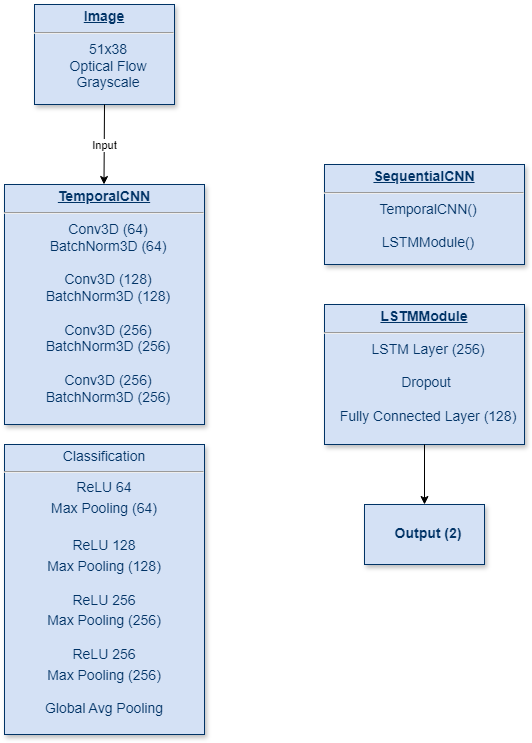 Image
51x38
Optical Flow
Grayscale
Input
TemporalCNN
Conv3D (64)
BatchNorm3D (64)
Conv3D (128)
BatchNorm3D (128)
Conv3D (256)
BatchNorm3D (256)
Conv3D (256)
BatchNorm3D (256)
Classification
ReLU 64
Max Pooling (64)
ReLU 128
Max Pooling (128)
ReLU 256
Max Pooling (256)
ReLU 256
Max Pooling (256)
Global Avg Pooling
SequentialCNN
TemporalCNN()
LSTMModule()
LSTMModule
LSTM Layer (256)
Dropout
Fully Connected Layer (128)
Output (2)